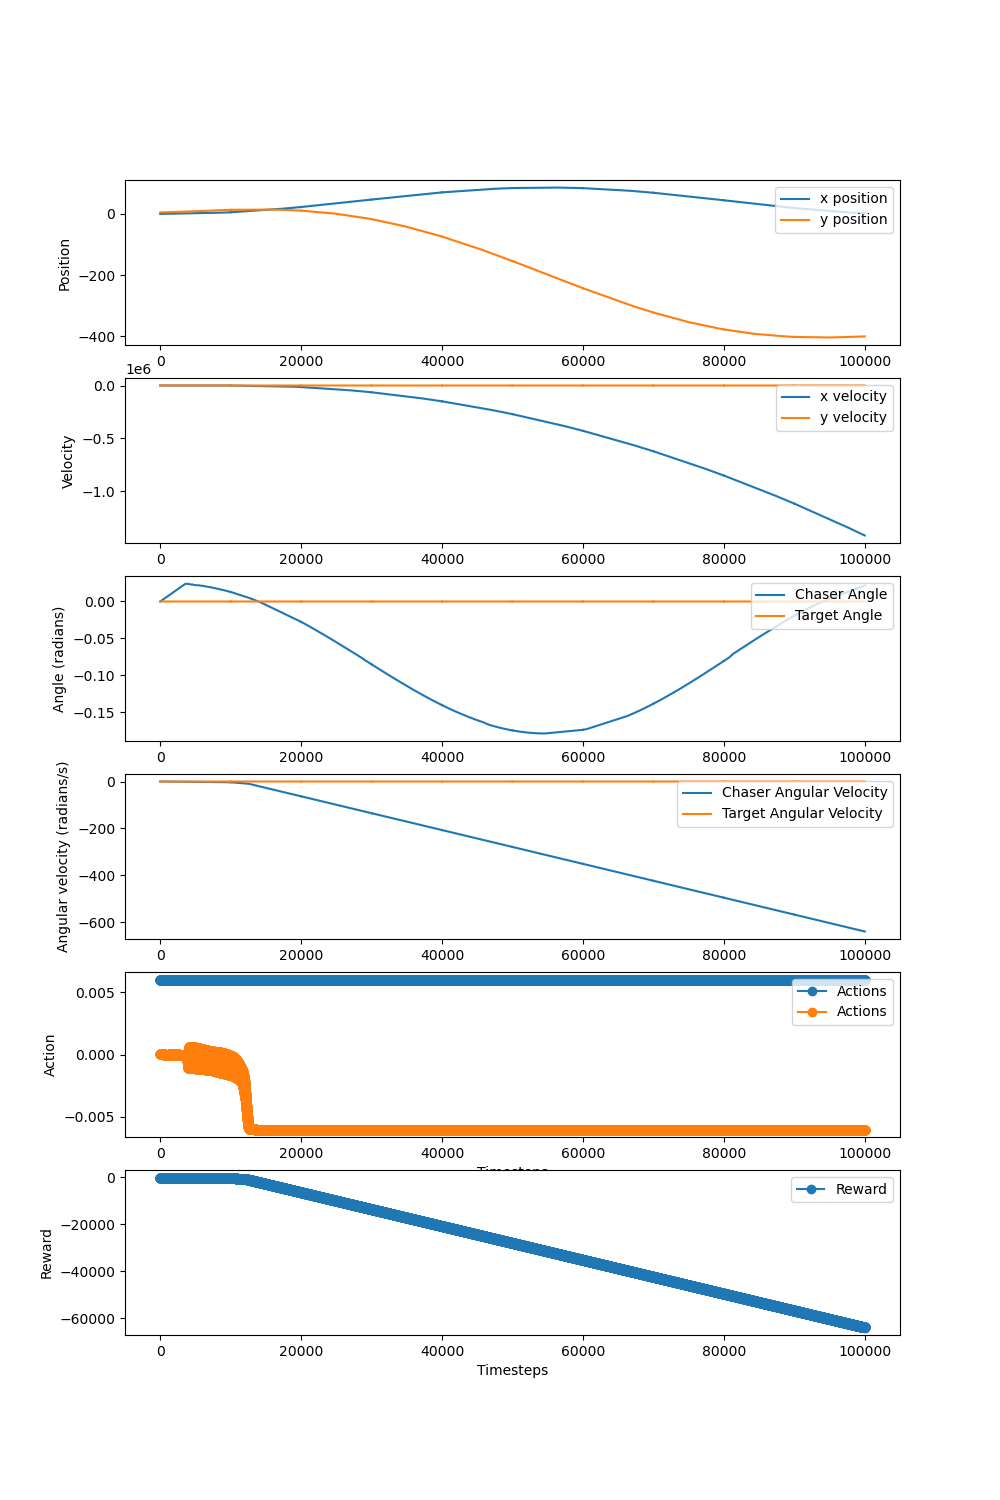 x position
y position
0
−200
−400
Position
0 20000 40000 60000 80000 100000
1e6
x velocity
y velocity
0.0
−0.5
−1.0
Velocity
0 20000 40000 60000 80000 100000
Chaser Angle
Target Angle
0.00
−0.05
−0.10
−0.15
Angle (radians)
0 20000 40000 60000 80000 100000
Chaser Angular Velocity
Target Angular Velocity
0
−200
−400
−600
Angular velocity (radians/s)
0 20000 40000 60000 80000 100000
Actions
Actions
0.005
0.000
−0.005
Action
0 20000 40000 60000 80000 100000
Timesteps
Reward
0
−20000
−40000
−60000
Reward
0 20000 40000 60000 80000 100000
Timesteps